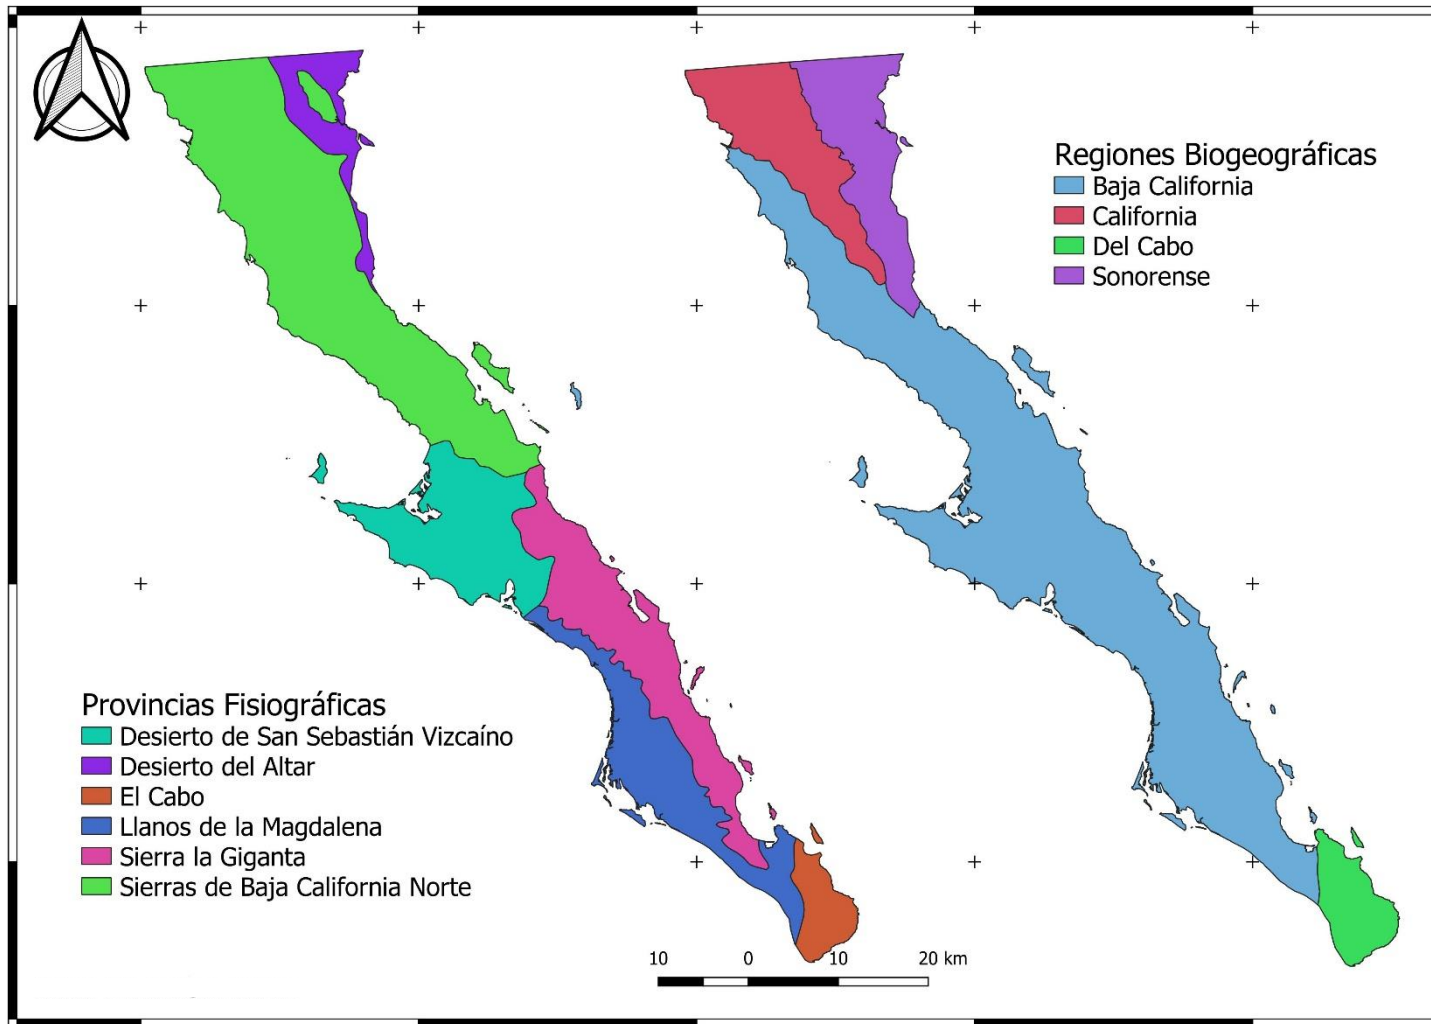 Regiones Biogeográficas
Baja California
California
Del Cabo
Sonorense
Provincias Fisiográficas
Desierto de San Sebastián Vizcaíno
Desierto del Altar
El Cabo
Llanos de la Magdalena
Sierra la Giganta
Sierras de Baja California Norte
10 0 10 20 km